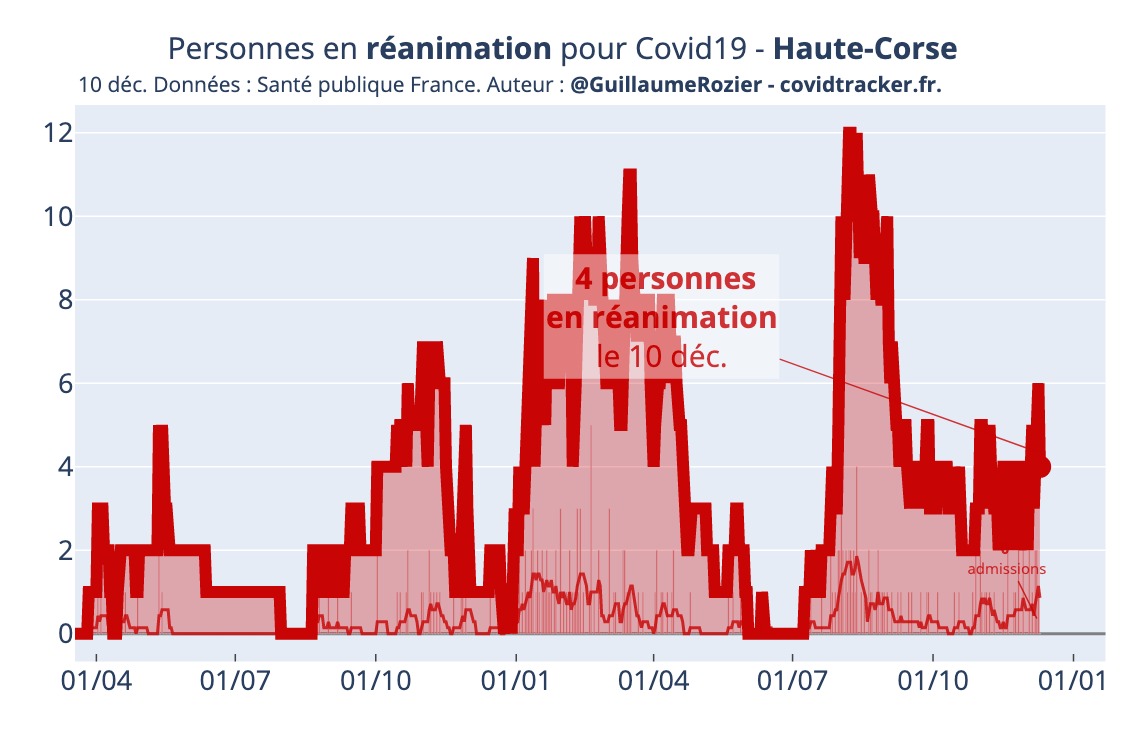 Personnes en réanimation pour Covid19 - Haute-Corse
10 déc. Données : Santé publique France. Auteur : @GuillaumeRozier - covidtracker.fr.
12
10
8
6
4
2
0
4 personnes
en réanimation
le 10 déc.
admissions
01/04
01/07
01/10
01/01
01/04
01/07
01/10
01/01